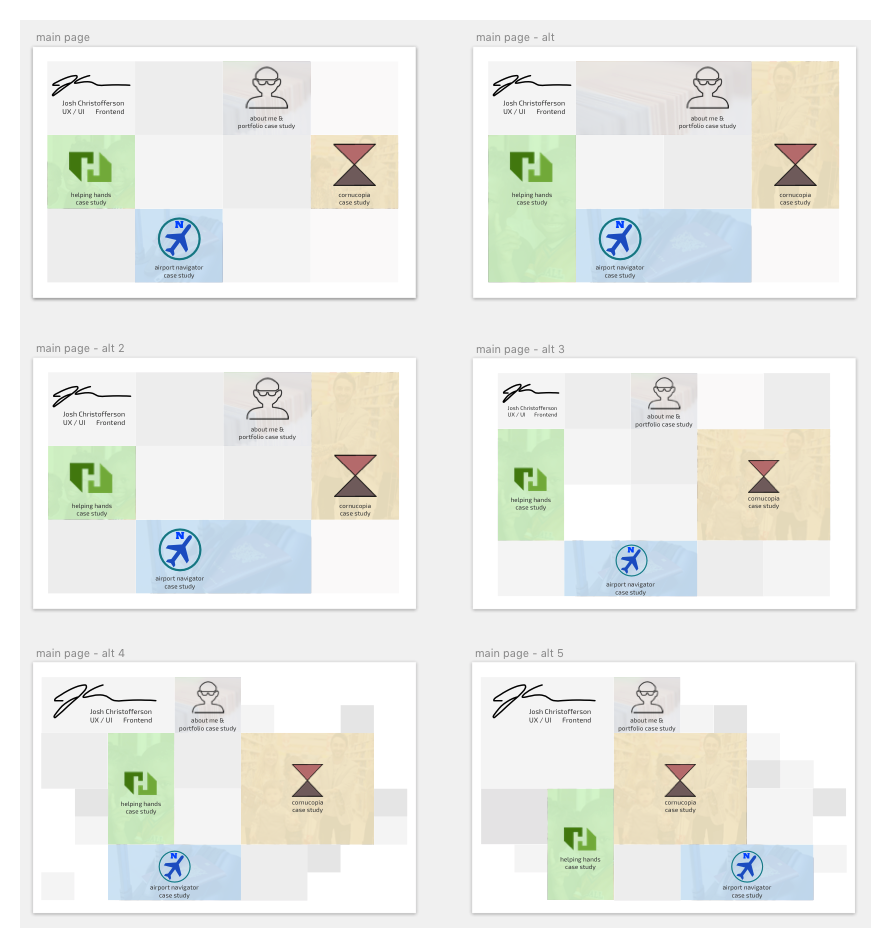 main page
Josh Christofferson
UX / UI Frontend
about me &
portfolio case study
helping hands
case study
cornucopia
case study
N
airport navigator
case study
main page - alt
Josh Christofferson
UX / UI Frontend
about me &
portfolio case study
helping hands
case study
cornucopia
case study
N
airport navigator
case study
main page - alt 2
Josh Christofferson
UX / UI Frontend
about me &
portfolio case study
helping hands
case study
cornucopia
case study
N
airport navigator
case study
main page - alt 3
Josh Christofferson
UX / UI Frontend
about me &
portfolio case study
helping hands
case study
cornucopia
case study
N
airport navigator
case study
main page - alt 4
Josh Christofferson
UX / UI Frontend
about me &
portfolio case study
helping hands
case study
cornucopia
case study
N
airport navigator
case study
main page - alt 5
Josh Christofferson
UX / UI Frontend
about me &
portfolio case study
cornucopia
case study
helping hands
case study
N
airport navigator
case study